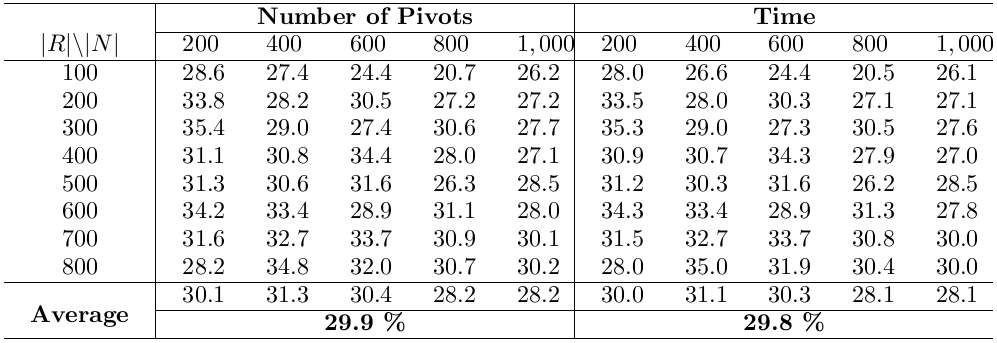 Number of Pivots Time
|R|\|N| 200 400 600 800 1,000 200 400 600 800 1,000
100 28.6 27.4 24.4 20.7 26.2 28.0 26.6 24.4 20.5 26.1
200 33.8 28.2 30.5 27.2 27.2 33.5 28.0 30.3 27.1 27.1
300 35.4 29.0 27.4 30.6 27.7 35.3 29.0 27.3 30.5 27.6
400 31.1 30.8 34.4 28.0 27.1 30.9 30.7 34.3 27.9 27.0
500 31.3 30.6 31.6 26.3 28.5 31.2 30.3 31.6 26.2 28.5
600 34.2 33.4 28.9 31.1 28.0 34.3 33.4 28.9 31.3 27.8
700 31.6 32.7 33.7 30.9 30.1 31.5 32.7 33.7 30.8 30.0
800 28.2 34.8 32.0 30.7 30.2 28.0 35.0 31.9 30.4 30.0
Average 30.1 31.3 30.4 28.2 28.2 30.0 31.1 30.3 28.1 28.1
29.9 % 29.8 %